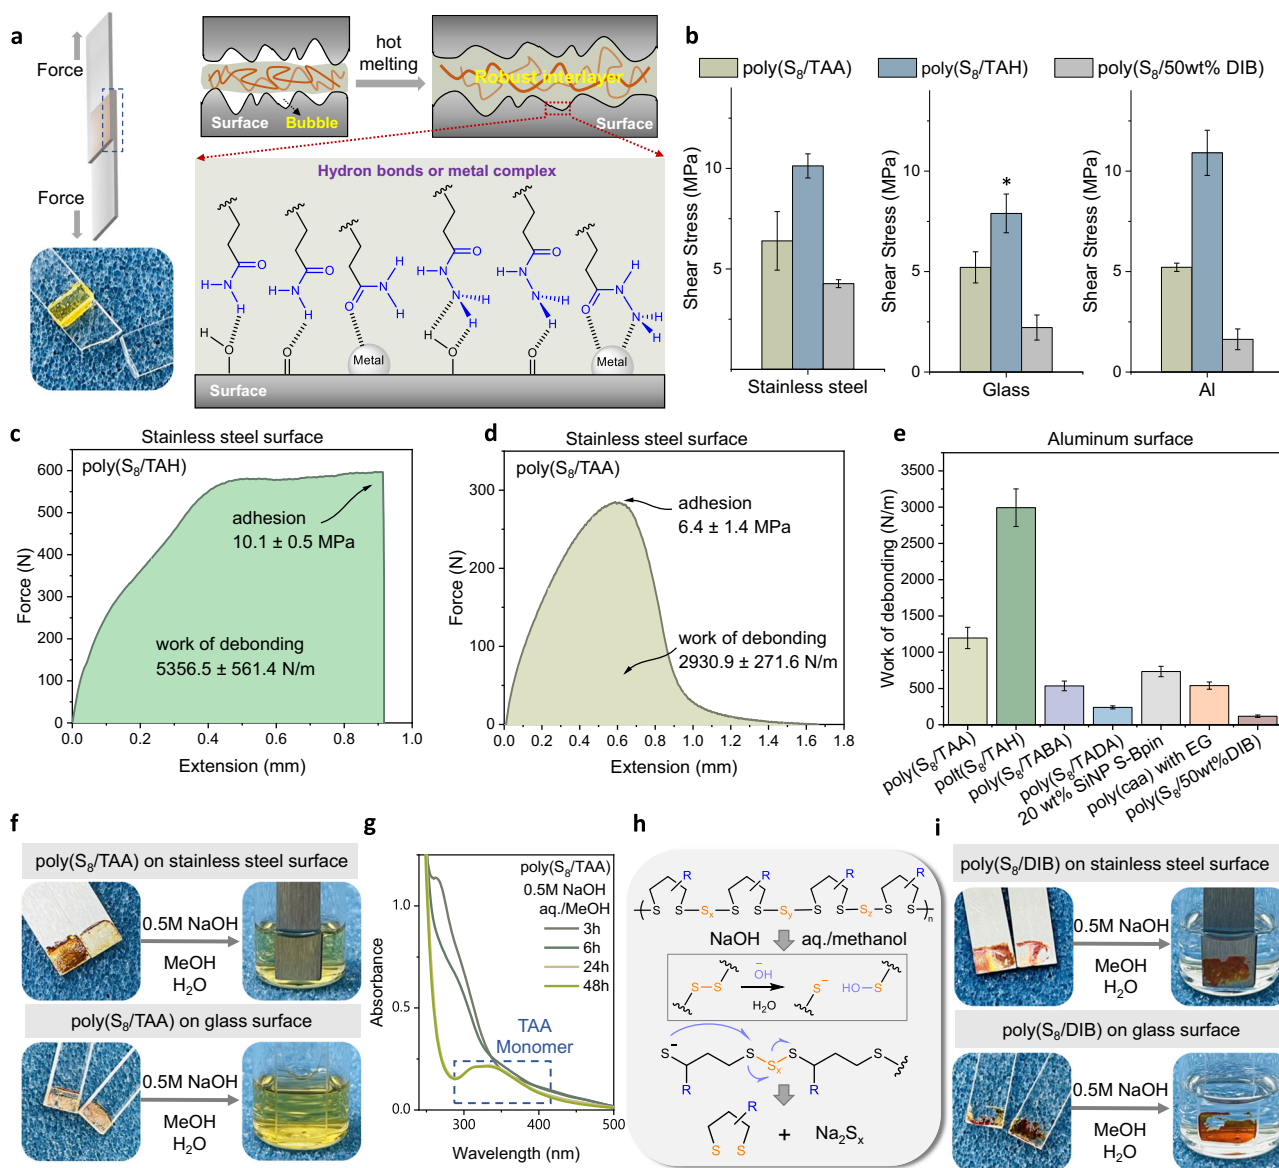 a
Force
Force
hot
melting
Surface
Bubble
Robust interlayer
Surface
Hydron bonds or metal complex
N
H
O
H
O
H
N
H
O
O
O
N
H
H
Metal
H
N
O
N
H
H
H
O
H
N
O
N
H
H
O
O
N
H
N
H
H
Metal
Surface
b
poly(S₈/TAA)
poly(S₈/TAH)
poly(S₈/50wt% DIB)
Shear Stress (MPa)
10
5
Stainless steel
Shear Stress (MPa)
10
5
0
*
Glass
Shear Stress (MPa)
10
5
0
Al
c
Stainless steel surface
poly(S₈/TAH)
adhesion
10.1 ± 0.5 MPa
work of debonding
5356.5 ± 561.4 N/m
Force (N)
600
500
400
300
200
100
0
0.0 0.2 0.4 0.6 0.8 1.0
Extension (mm)
d
Stainless steel surface
poly(S₈/TAA)
adhesion
6.4 ± 1.4 MPa
work of debonding
2930.9 ± 271.6 N/m
Force (N)
300
200
100
0
0.0 0.2 0.4 0.6 0.8 1.0 1.2 1.4 1.6 1.8
Extension (mm)
e
Aluminum surface
Work of debonding (N/m)
3500
3000
2500
2000
1500
1000
500
0
poly(S₈/TAA)
polt(S₈/TAH)
poly(S₈/TABA)
poly(S₈/TADA)
20 wt% SiNP S-Bpin
poly(caa) with EG
poly(S₈/50wt%DIB)
f
poly(S₈/TAA) on stainless steel surface
0.5M NaOH
MeOH
H₂O
poly(S₈/TAA) on glass surface
0.5M NaOH
MeOH
H₂O
g
poly(S₈/TAA)
0.5M NaOH
aq./MeOH
3h
6h
24h
48h
TAA
Monomer
Absorbance
1.0
0.5
0.0
300 400 500
Wavelength (nm)
h
R R R R
S S Sₓ S S S_y S S S_z S S n
NaOH aq./methanol
S–S
⁻OH
H₂O
S⁻ HO–S
S⁻ S Sₓ S S
R R
R
S S + Na₂Sₓ
i
poly(S₈/DIB) on stainless steel surface
0.5M NaOH
MeOH
H₂O
poly(S₈/DIB) on glass surface
0.5M NaOH
MeOH
H₂O